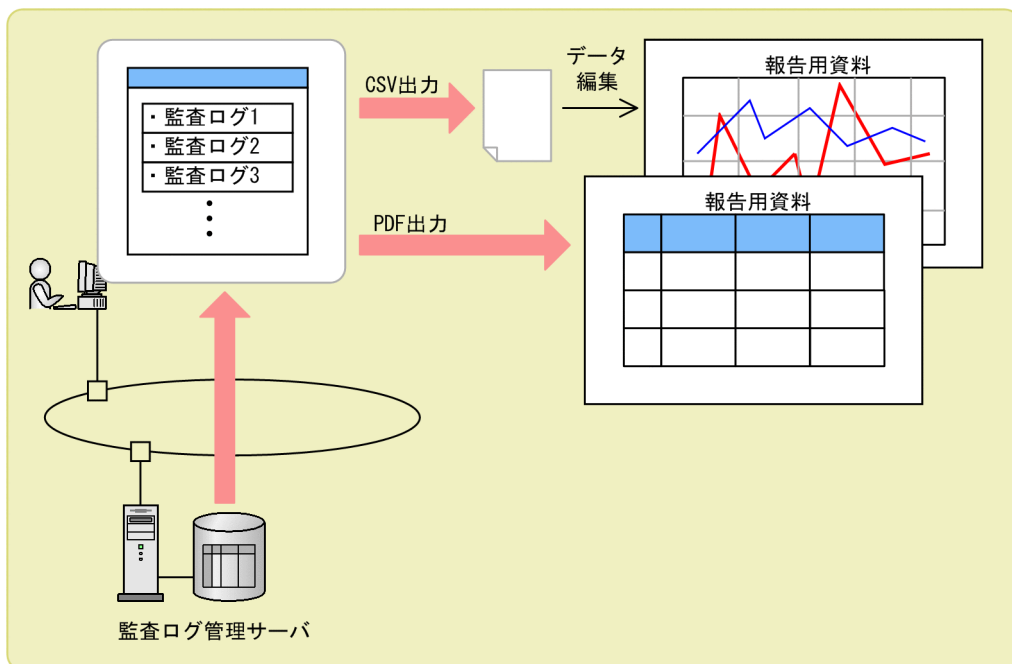 ・監査ログ1
・監査ログ2
・監査ログ3
CSV出力
データ
編集
報告用資料
PDF出力
報告用資料
監査ログ管理サーバ